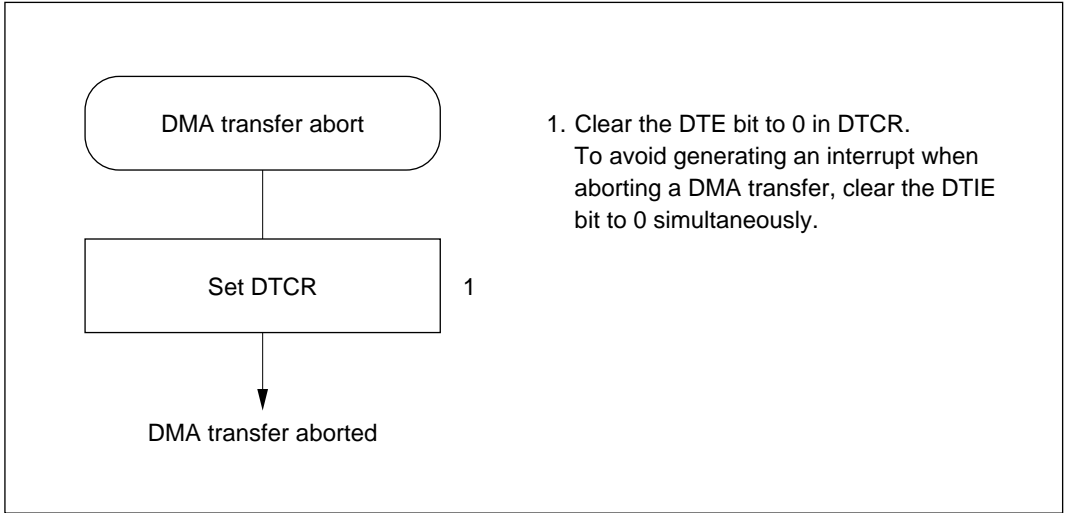 DMA transfer abort
1. Clear the DTE bit to 0 in DTCR.
To avoid generating an interrupt when
aborting a DMA transfer, clear the DTIE
bit to 0 simultaneously.
Set DTCR
1
DMA transfer aborted